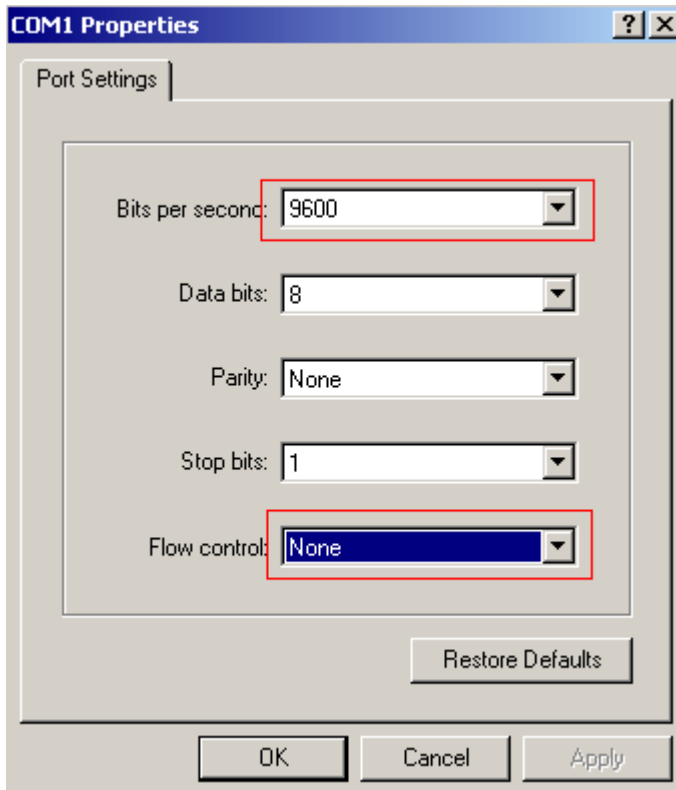 COM1 Properties
Port Settings
Bits per second: 9600
Data bits: 8
Parity: None
Stop bits: 1
Flow control: None
Restore Defaults
OK Cancel Apply